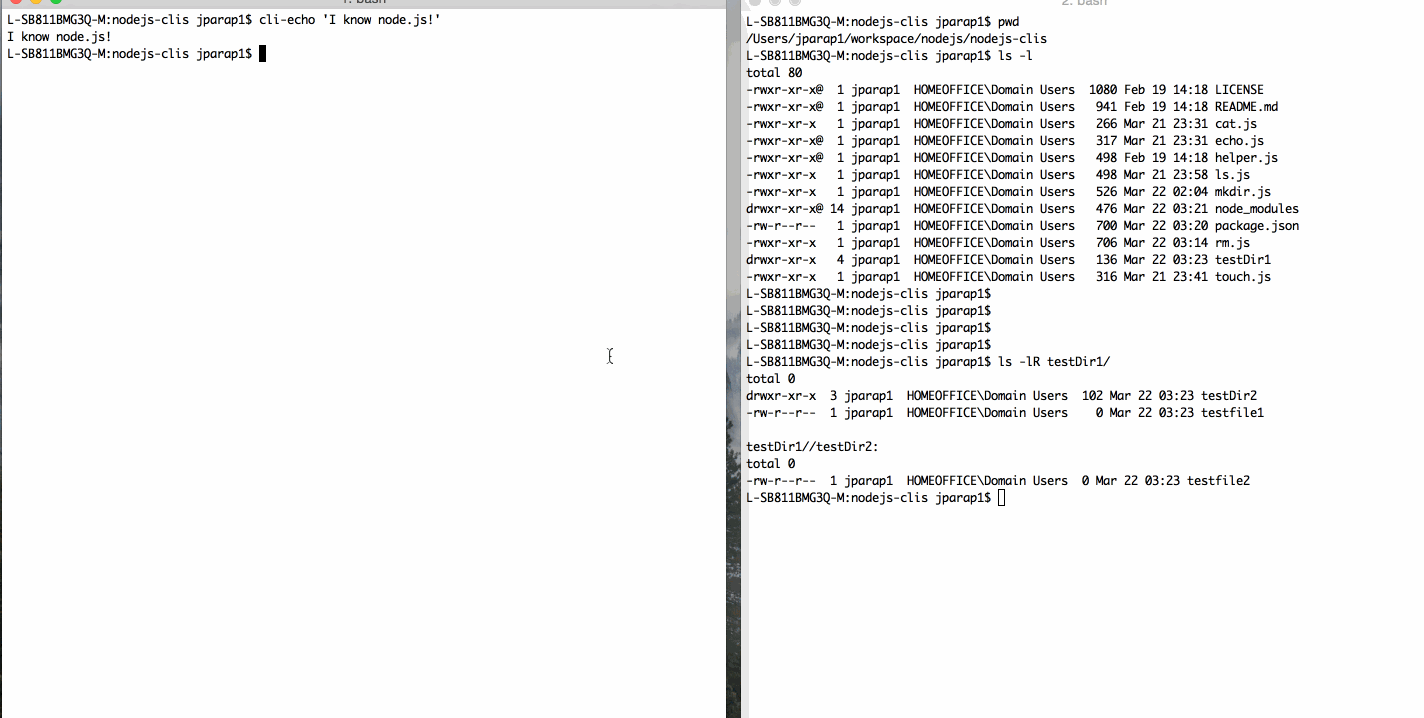 L-SB811BMG3Q-M:nodejs-clis jparap1$ cli-echo 'I know node.js!'
I know node.js!
L-SB811BMG3Q-M:nodejs-clis jparap1$
2. bash
L-SB811BMG3Q-M:nodejs-clis jparap1$ pwd
/Users/jparap1/workspace/nodejs/nodejs-clis
L-SB811BMG3Q-M:nodejs-clis jparap1$ ls -l
total 80
-rwxr-xr-x@  1 jparap1  HOMEOFFICE\Domain Users  1080 Feb 19 14:18 LICENSE
-rwxr-xr-x@  1 jparap1  HOMEOFFICE\Domain Users   941 Feb 19 14:18 README.md
-rwxr-xr-x   1 jparap1  HOMEOFFICE\Domain Users   266 Mar 21 23:31 cat.js
-rwxr-xr-x@  1 jparap1  HOMEOFFICE\Domain Users   317 Mar 21 23:31 echo.js
-rwxr-xr-x@  1 jparap1  HOMEOFFICE\Domain Users   498 Feb 19 14:18 helper.js
-rwxr-xr-x   1 jparap1  HOMEOFFICE\Domain Users   498 Mar 21 23:58 ls.js
-rwxr-xr-x   1 jparap1  HOMEOFFICE\Domain Users   526 Mar 22 02:04 mkdir.js
drwxr-xr-x@ 14 jparap1  HOMEOFFICE\Domain Users   476 Mar 22 03:21 node_modules
-rw-r--r--   1 jparap1  HOMEOFFICE\Domain Users   700 Mar 22 03:20 package.json
-rwxr-xr-x   1 jparap1  HOMEOFFICE\Domain Users   706 Mar 22 03:14 rm.js
drwxr-xr-x   4 jparap1  HOMEOFFICE\Domain Users   136 Mar 22 03:23 testDir1
-rwxr-xr-x   1 jparap1  HOMEOFFICE\Domain Users   316 Mar 21 23:41 touch.js
L-SB811BMG3Q-M:nodejs-clis jparap1$
L-SB811BMG3Q-M:nodejs-clis jparap1$
L-SB811BMG3Q-M:nodejs-clis jparap1$
L-SB811BMG3Q-M:nodejs-clis jparap1$
L-SB811BMG3Q-M:nodejs-clis jparap1$ ls -lR testDir1/
total 0
drwxr-xr-x  3 jparap1  HOMEOFFICE\Domain Users  102 Mar 22 03:23 testDir2
-rw-r--r--  1 jparap1  HOMEOFFICE\Domain Users    0 Mar 22 03:23 testfile1
testDir1//testDir2:
total 0
-rw-r--r--  1 jparap1  HOMEOFFICE\Domain Users  0 Mar 22 03:23 testfile2
L-SB811BMG3Q-M:nodejs-clis jparap1$